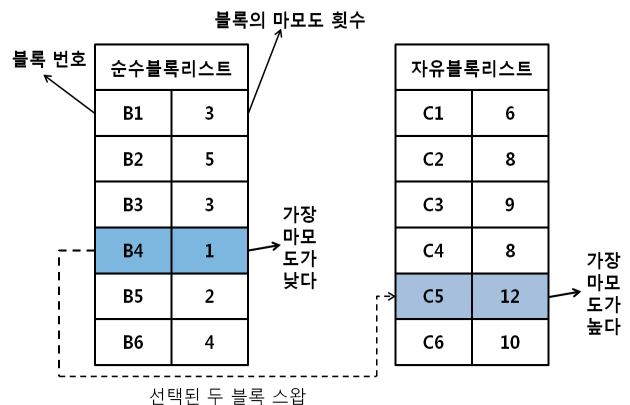 블록의 마모도 횟수
블록 번호
순수블록리스트
B1 3
B2 5
B3 3
B4 1
B5 2
B6 4
가장
마모
도가
낮다
자유블록리스트
C1 6
C2 8
C3 9
C4 8
C5 12
C6 10
가장
마모
도가
높다
선택된 두 블록 스왑